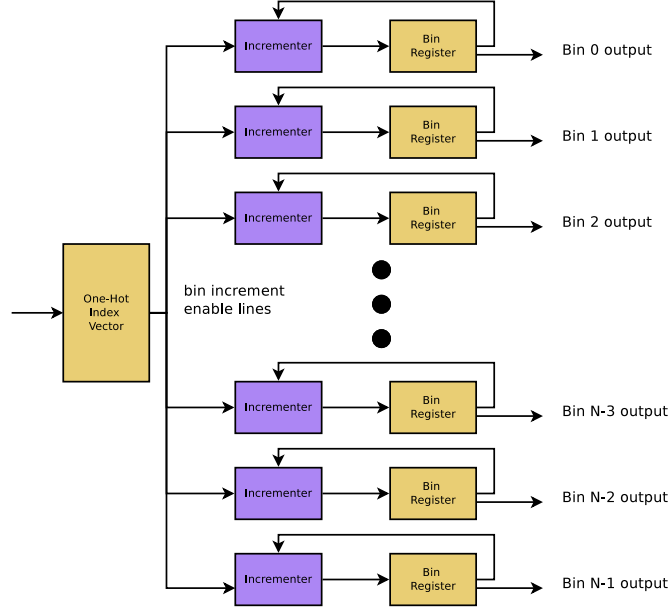 Incrementer
Bin
Register
Bin 0 output
Incrementer
Bin
Register
Bin 1 output
Incrementer
Bin
Register
Bin 2 output
One-Hot
Index
Vector
bin increment
enable lines
Incrementer
Bin
Register
Bin N-3 output
Incrementer
Bin
Register
Bin N-2 output
Incrementer
Bin
Register
Bin N-1 output